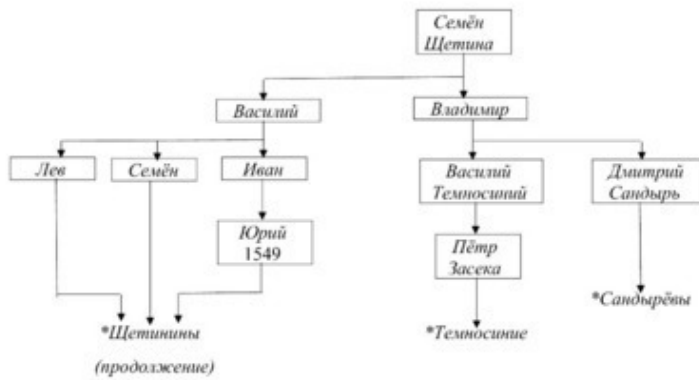 Семён
Щетина
Василий
Владимир
Лев
Семён
Иван
Василий
Темносиний
Дмитрий
Сандырь
Юрий
1549
Пётр
Засека
*Сандырёвы
*Щетинины
*Темносиние
(продолжение)